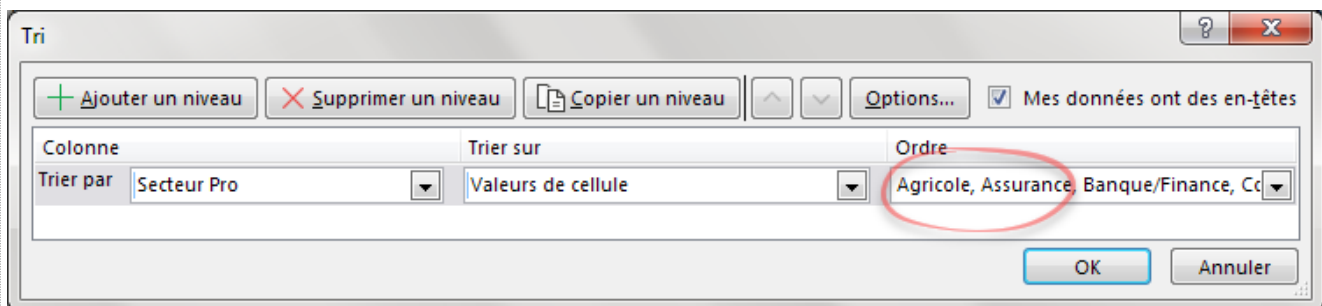 Tri
Ajouter un niveau Supprimer un niveau Copier un niveau Options... Mes données ont des en-têtes
Colonne Trier sur Ordre
Trier par Secteur Pro Valeurs de cellule Agricole, Assurance, Banque/Finance,
OK Annuler